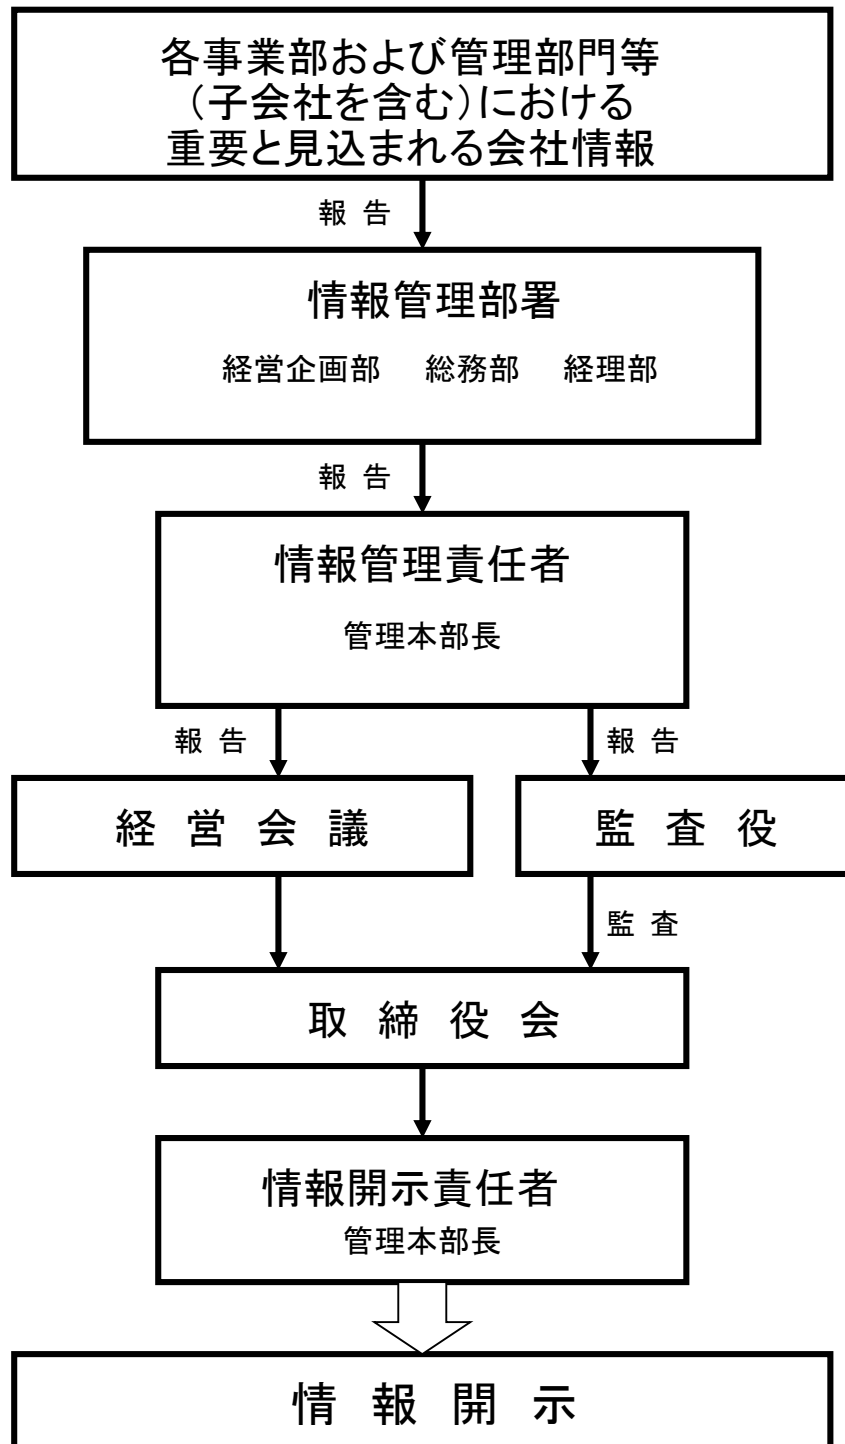 各事業部および管理部門等
（子会社を含む）における
重要と見込まれる会社情報
報 告
情報管理部署
経営企画部 総務部 経理部
報 告
情報管理責任者
管理本部長
報 告
報 告
経 営 会 議
監 査 役
監 査
取 締 役 会
情報開示責任者
管理本部長
情 報 開 示